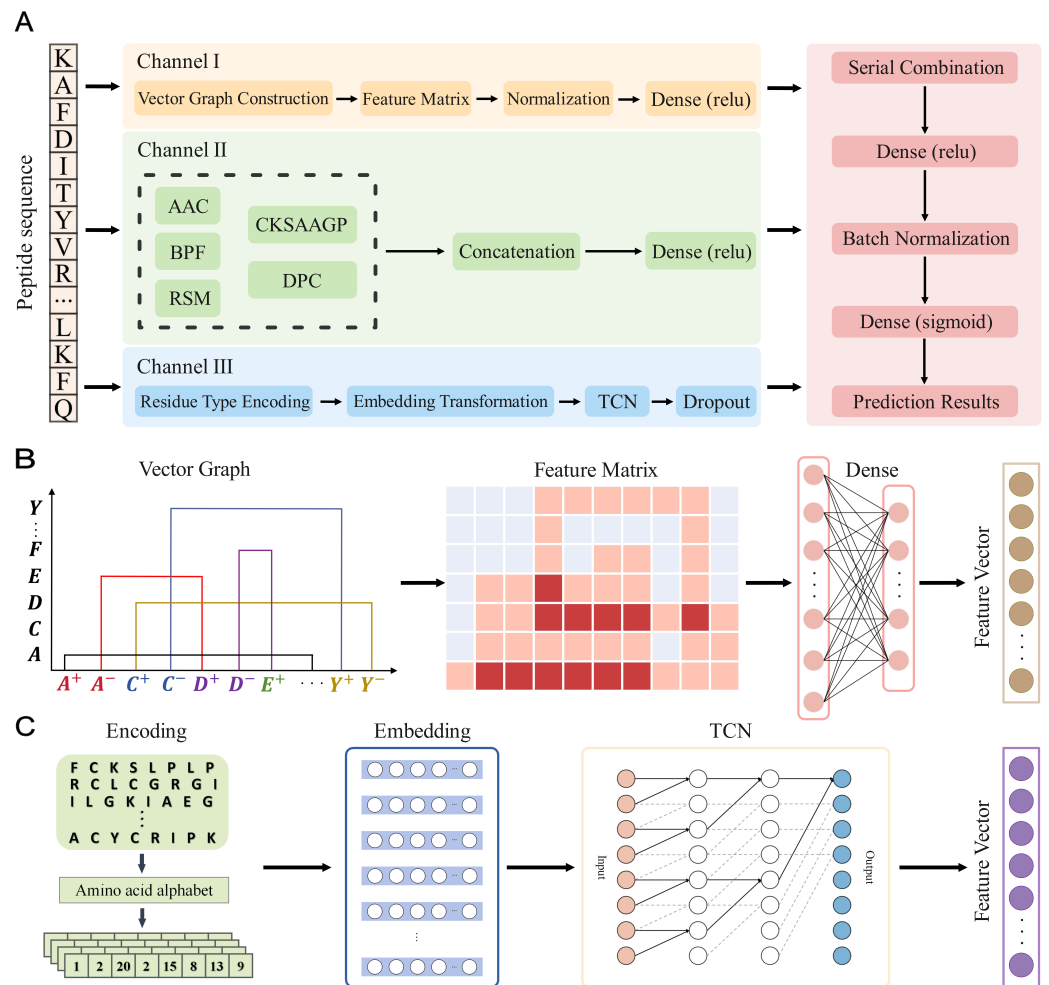 A
Peptide sequence
K
A
F
D
I
T
Y
V
R
...
L
K
F
Q
Channel I
Vector Graph Construction
Feature Matrix
Normalization
Dense (relu)
Channel II
AAC
BPF
RSM
CKSAAGP
DPC
Concatenation
Dense (relu)
Channel III
Residue Type Encoding
Embedding Transformation
TCN
Dropout
Serial Combination
Dense (relu)
Batch Normalization
Dense (sigmoid)
Prediction Results
B
Vector Graph
Y
⋮
F
E
D
C
A
A+ A− C+ C− D+ D− E+ ... Y+ Y−
Feature Matrix
Dense
Feature Vector
C
Encoding
F C K S L P L P
R C L C G R G I
I L G K I A E G
⋮
A C Y C R I P K
Amino acid alphabet
1 2 20 2 15 8 13 9
Embedding
...
...
...
...
...
⋮
...
TCN
Input
Output
Feature Vector